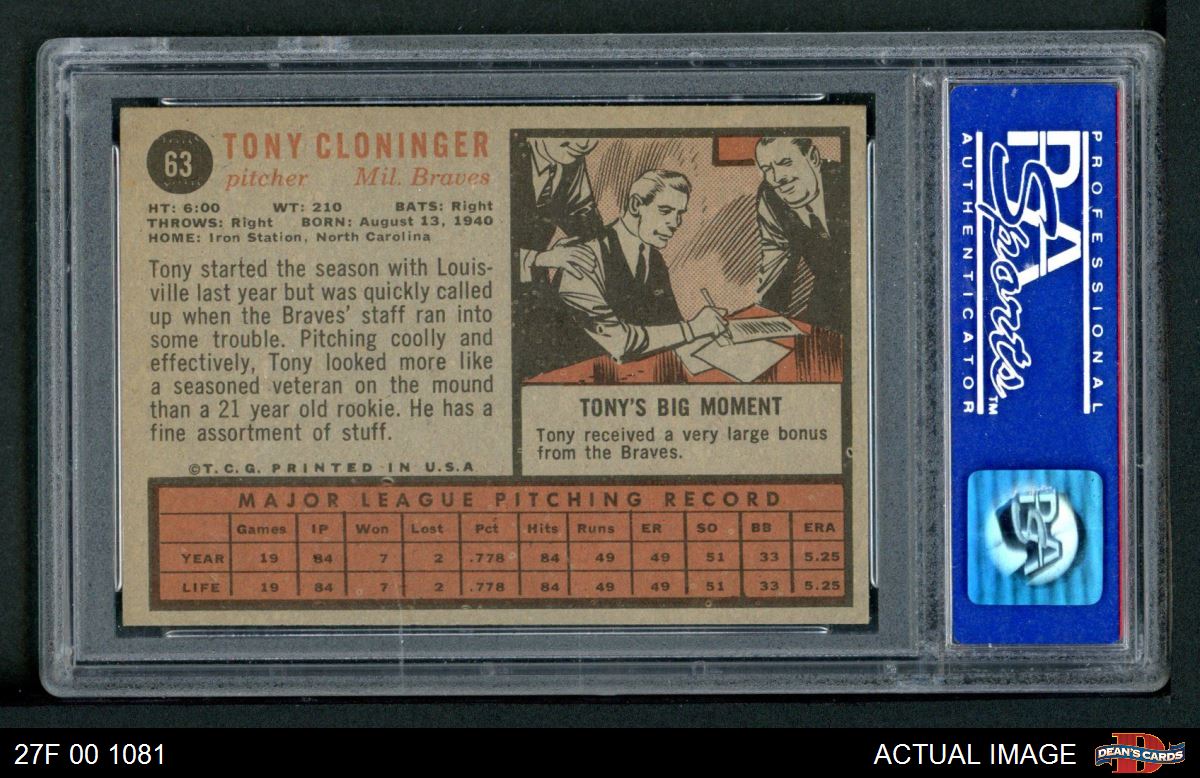 63
TONY CLONINGER
pitcher Mil. Braves
HT: 6:00 WT: 210 BATS: Right
THROWS: Right BORN: August 13, 1940
HOME: Iron Station, North Carolina
Tony started the season with Louis-
ville last year but was quickly called
up when the Braves' staff ran into
some trouble. Pitching coolly and
effectively, Tony looked more like
a seasoned veteran on the mound
than a 21 year old rookie. He has a
fine assortment of stuff.
©T.C.G. PRINTED IN U.S.A
TONY'S BIG MOMENT
Tony received a very large bonus
from the Braves.
MAJOR LEAGUE PITCHING RECORD
Games IP Won Lost Pct Hits Runs ER SO BB ERA
YEAR 19 84 7 2 .778 84 49 49 51 33 5.25
LIFE 19 84 7 2 .778 84 49 49 51 33 5.25
PROFESSIONAL
PSA
Sports™
AUTHENTICATOR
PSA
27F 00 1081
ACTUAL IMAGE
DEAN'S CARDS